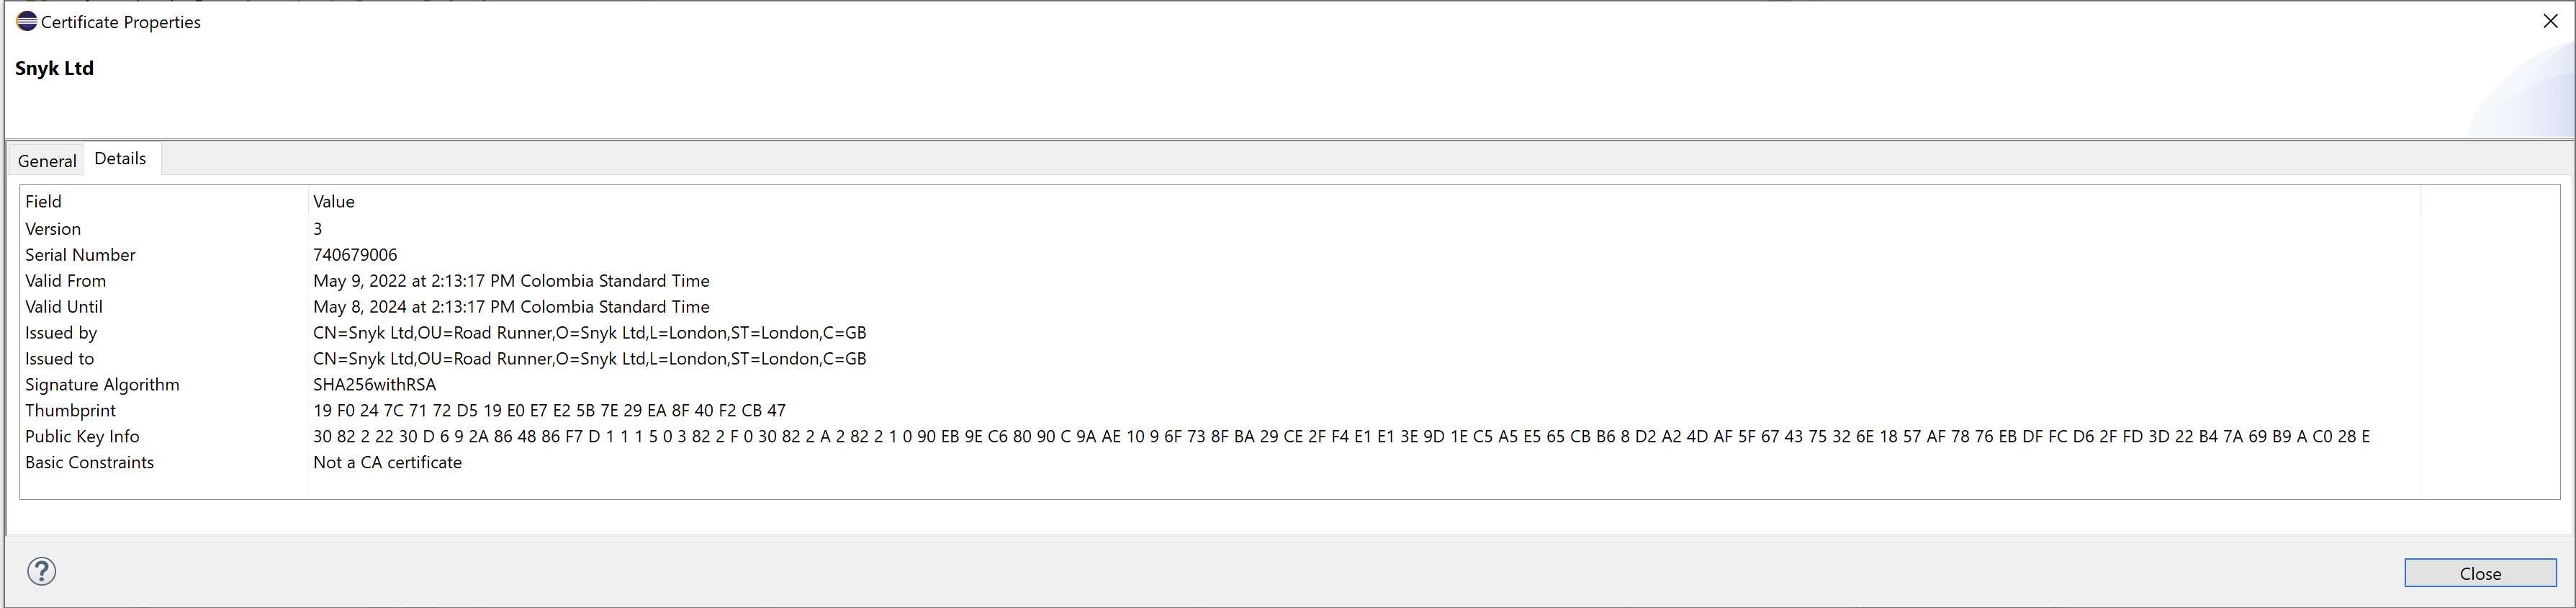 Certificate Properties
Snyk Ltd
General Details
Field Value
Version 3
Serial Number 740679006
Valid From May 9, 2022 at 2:13:17 PM Colombia Standard Time
Valid Until May 8, 2024 at 2:13:17 PM Colombia Standard Time
Issued by CN=Snyk Ltd,OU=Road Runner,O=Snyk Ltd,L=London,ST=London,C=GB
Issued to CN=Snyk Ltd,OU=Road Runner,O=Snyk Ltd,L=London,ST=London,C=GB
Signature Algorithm SHA256withRSA
Thumbprint 19 F0 24 7C 71 72 D5 19 E0 E7 E2 5B 7E 29 EA 8F 40 F2 CB 47
Public Key Info 30 82 2 22 30 D 6 9 2A 86 48 86 F7 D 1 1 1 5 0 3 82 2 F 0 30 82 2 A 2 82 2 1 0 90 EB 9E C6 80 90 C 9A AE 10 9 6F 73 8F BA 29 CE 2F F4 E1 E1 3E 9D 1E C5 A5 E5 65 CB B6 8 D2 A2 4D AF 5F 67 43 75 32 6E 18 57 AF 78 76 EB DF FC D6 2F FD 3D 22 B4 7A 69 B9 A C0 28 E
Basic Constraints Not a CA certificate
?
Close